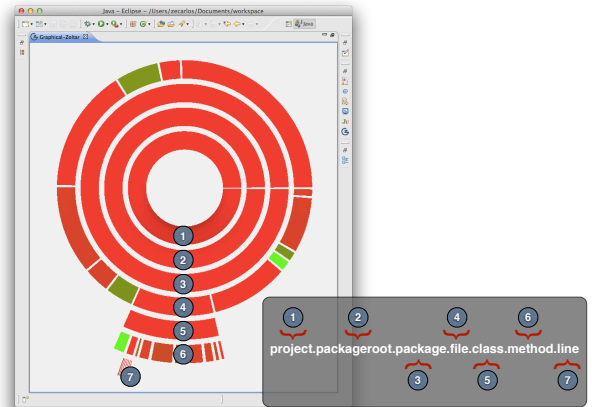 Java - Eclipse - /Users/zecarlos/Documents/workspace
Java
Graphical-Zoltar
Ju
1
2
3
4
5
6
7
1 2 4 6
project.packageroot.package.file.class.method.line
3 5 7